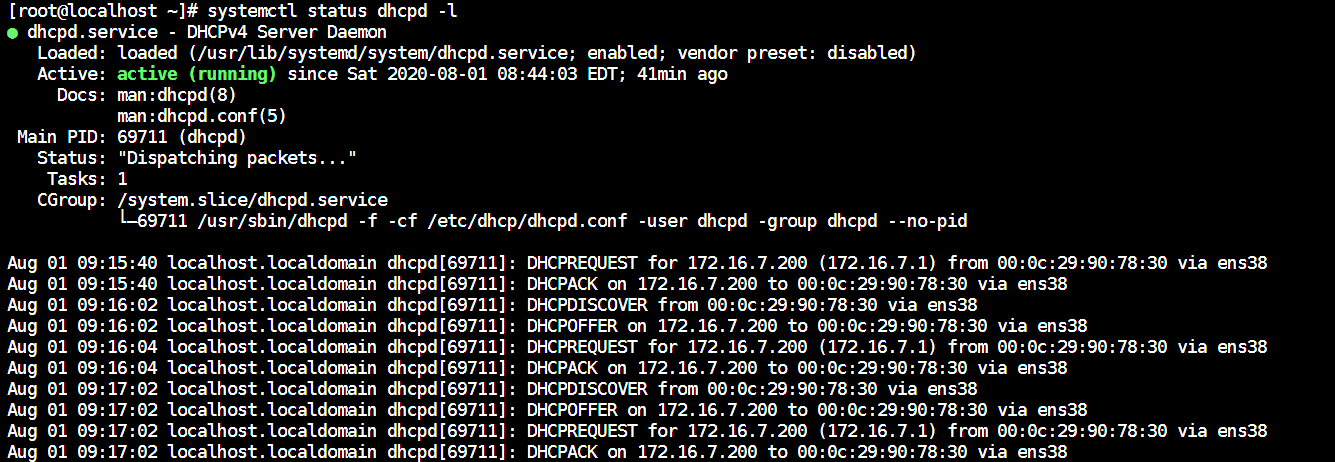 [root@localhost ~]# systemctl status dhcpd -l
● dhcpd.service - DHCPv4 Server Daemon
   Loaded: loaded (/usr/lib/systemd/system/dhcpd.service; enabled; vendor preset: disabled)
   Active: active (running) since Sat 2020-08-01 08:44:03 EDT; 41min ago
     Docs: man:dhcpd(8)
           man:dhcpd.conf(5)
 Main PID: 69711 (dhcpd)
   Status: "Dispatching packets..."
    Tasks: 1
   CGroup: /system.slice/dhcpd.service
           └─69711 /usr/sbin/dhcpd -f -cf /etc/dhcp/dhcpd.conf -user dhcpd -group dhcpd --no-pid

Aug 01 09:15:40 localhost.localdomain dhcpd[69711]: DHCPREQUEST for 172.16.7.200 (172.16.7.1) from 00:0c:29:90:78:30 via ens38
Aug 01 09:15:40 localhost.localdomain dhcpd[69711]: DHCPACK on 172.16.7.200 to 00:0c:29:90:78:30 via ens38
Aug 01 09:16:02 localhost.localdomain dhcpd[69711]: DHCPDISCOVER from 00:0c:29:90:78:30 via ens38
Aug 01 09:16:02 localhost.localdomain dhcpd[69711]: DHCPOFFER on 172.16.7.200 to 00:0c:29:90:78:30 via ens38
Aug 01 09:16:04 localhost.localdomain dhcpd[69711]: DHCPREQUEST for 172.16.7.200 (172.16.7.1) from 00:0c:29:90:78:30 via ens38
Aug 01 09:16:04 localhost.localdomain dhcpd[69711]: DHCPACK on 172.16.7.200 to 00:0c:29:90:78:30 via ens38
Aug 01 09:17:02 localhost.localdomain dhcpd[69711]: DHCPDISCOVER from 00:0c:29:90:78:30 via ens38
Aug 01 09:17:02 localhost.localdomain dhcpd[69711]: DHCPOFFER on 172.16.7.200 to 00:0c:29:90:78:30 via ens38
Aug 01 09:17:02 localhost.localdomain dhcpd[69711]: DHCPREQUEST for 172.16.7.200 (172.16.7.1) from 00:0c:29:90:78:30 via ens38
Aug 01 09:17:02 localhost.localdomain dhcpd[69711]: DHCPACK on 172.16.7.200 to 00:0c:29:90:78:30 via ens38